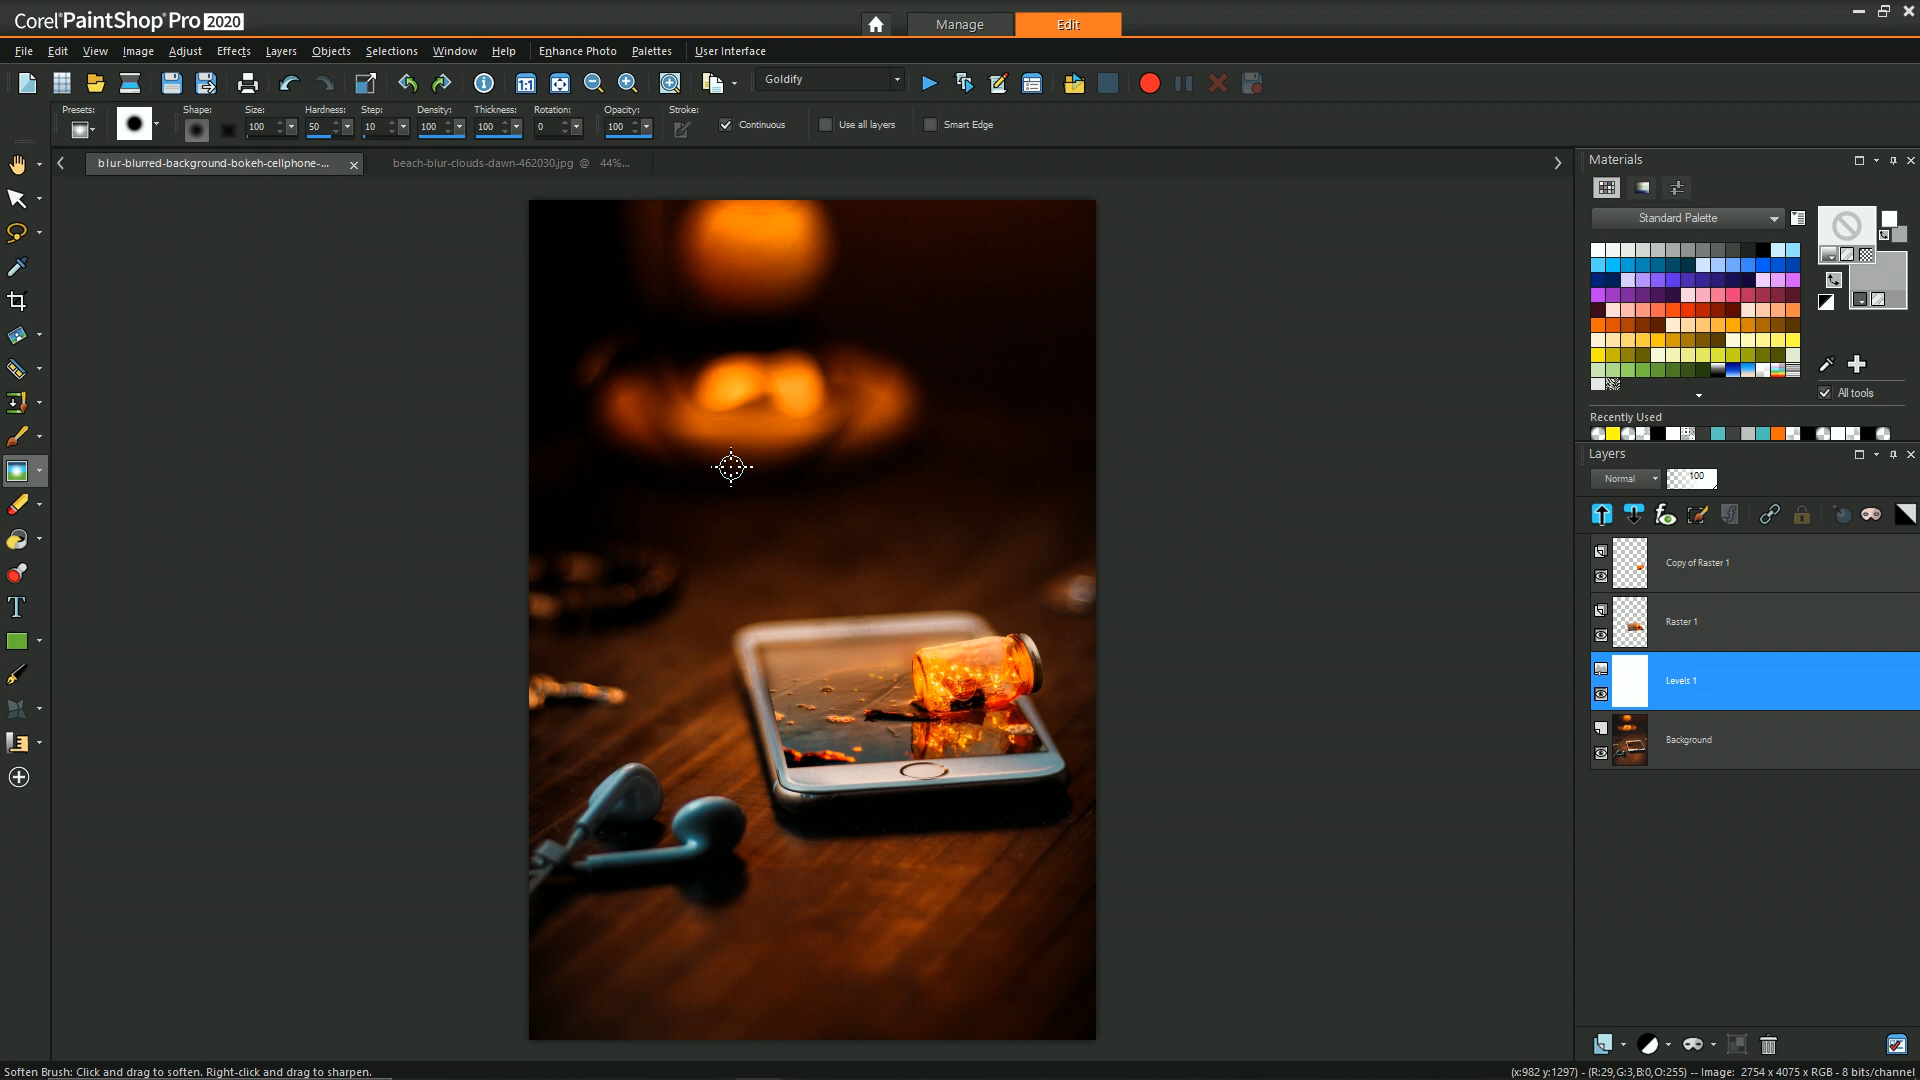 Corel PaintShop Pro 2020
Manage
Edit
File Edit View Image Adjust Effects Layers Objects Selections Window Help Enhance Photo Palettes User Interface
Goldify
Presets: Shape: Size: Hardness: Step: Density: Thickness: Rotation: Opacity: Stroke:
100 50 10 100 100 0 100 Continuous Use all layers Smart Edge
blur-blurred-background-bokeh-cellphone-...
beach-blur-clouds-dawn-462030.jpg @ 44%...
Materials
Standard Palette
All tools
Recently Used
Layers
Normal 100
Copy of Raster 1
Raster 1
Levels 1
Background
Soften Brush: Click and drag to soften. Right-click and drag to sharpen.
(x:982 y:1297) - (R:29,G:3,B:0,O:255) -- Image: 2754 x 4075 x RGB - 8 bits/channel